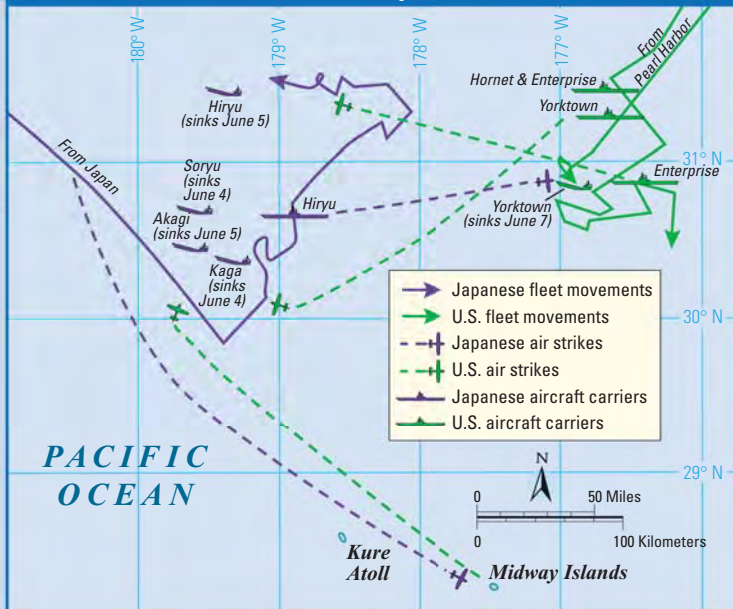 180° W
179° W
178° W
177° W
From
Pearl Harbor
Hornet & Enterprise
Yorktown
Hiryu
(sinks June 5)
From Japan
31° N
Soryu
(sinks
June 4)
Enterprise
Akagi
(sinks June 5)
Hiryu
Yorktown
(sinks June 7)
Kaga
(sinks
June 4)
Japanese fleet movements
U.S. fleet movements
Japanese air strikes
U.S. air strikes
Japanese aircraft carriers
U.S. aircraft carriers
30° N
PACIFIC
OCEAN
29° N
N
0 50 Miles
0 100 Kilometers
Kure
Atoll
Midway Islands